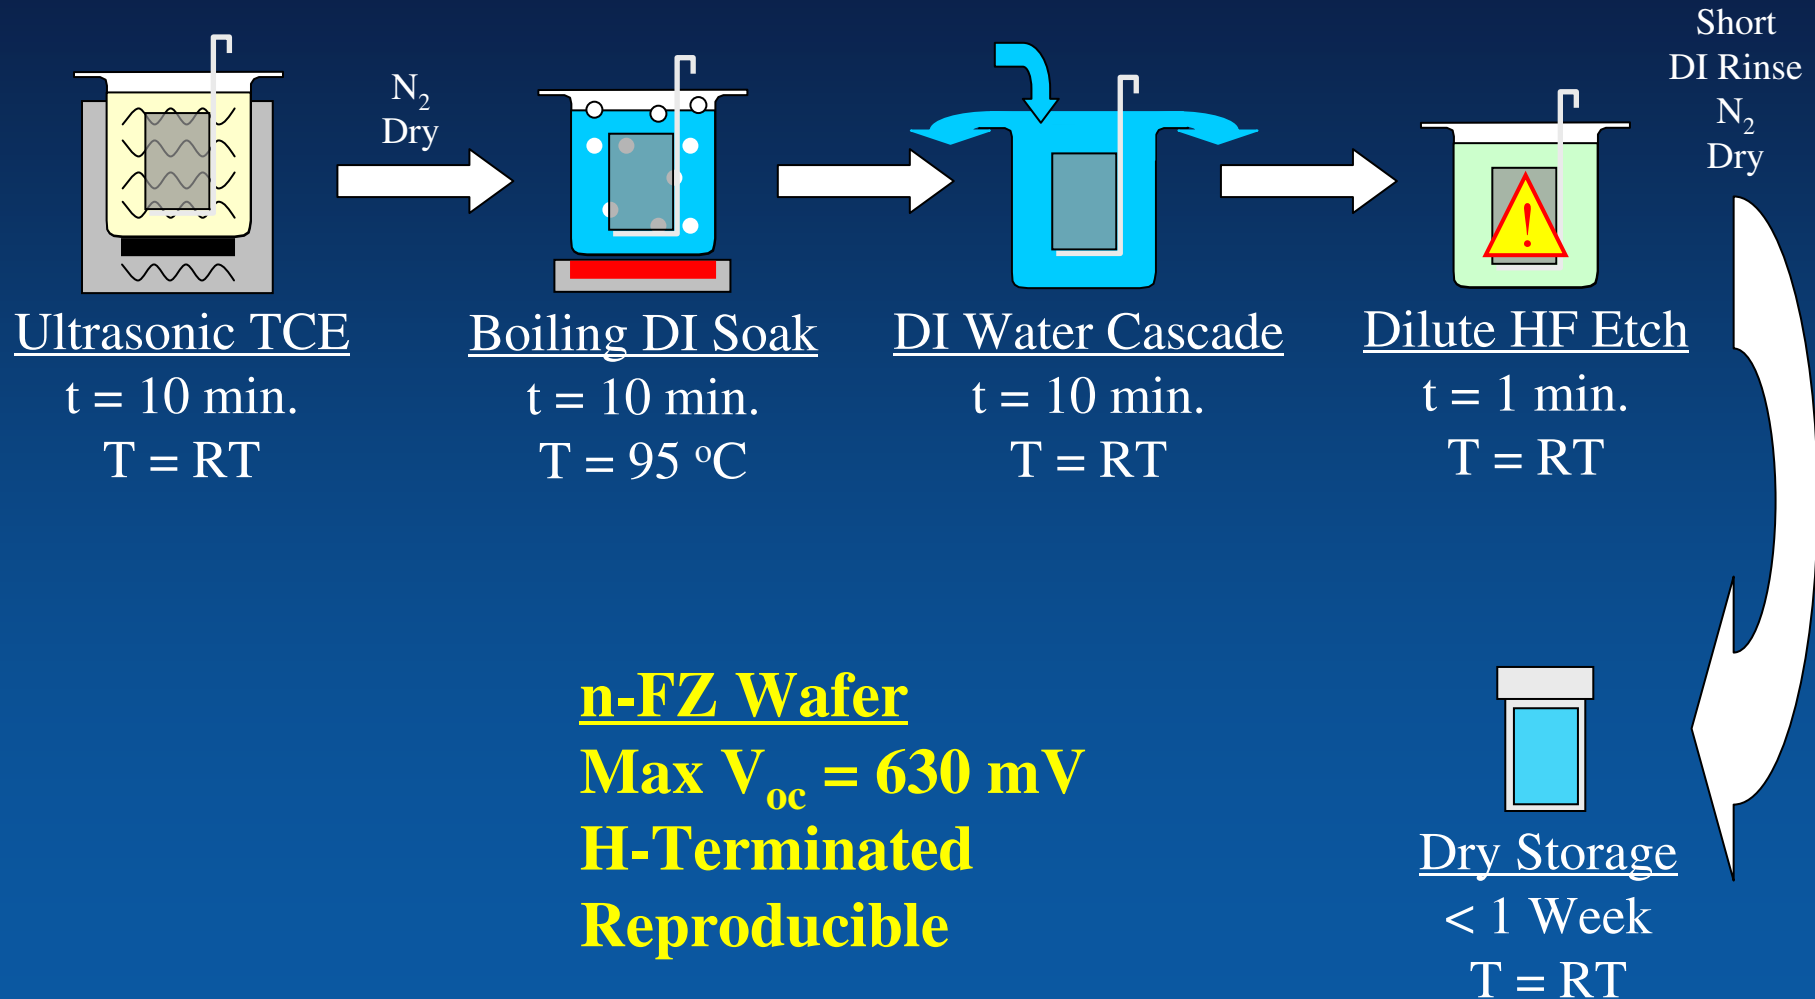 N₂
Dry
Short
DI Rinse
N₂
Dry
!
Ultrasonic TCE
t = 10 min.
T = RT
Boiling DI Soak
t = 10 min.
T = 95 °C
DI Water Cascade
t = 10 min.
T = RT
Dilute HF Etch
t = 1 min.
T = RT
n-FZ Wafer
Max Voc = 630 mV
H-Terminated
Reproducible
Dry Storage
< 1 Week
T = RT